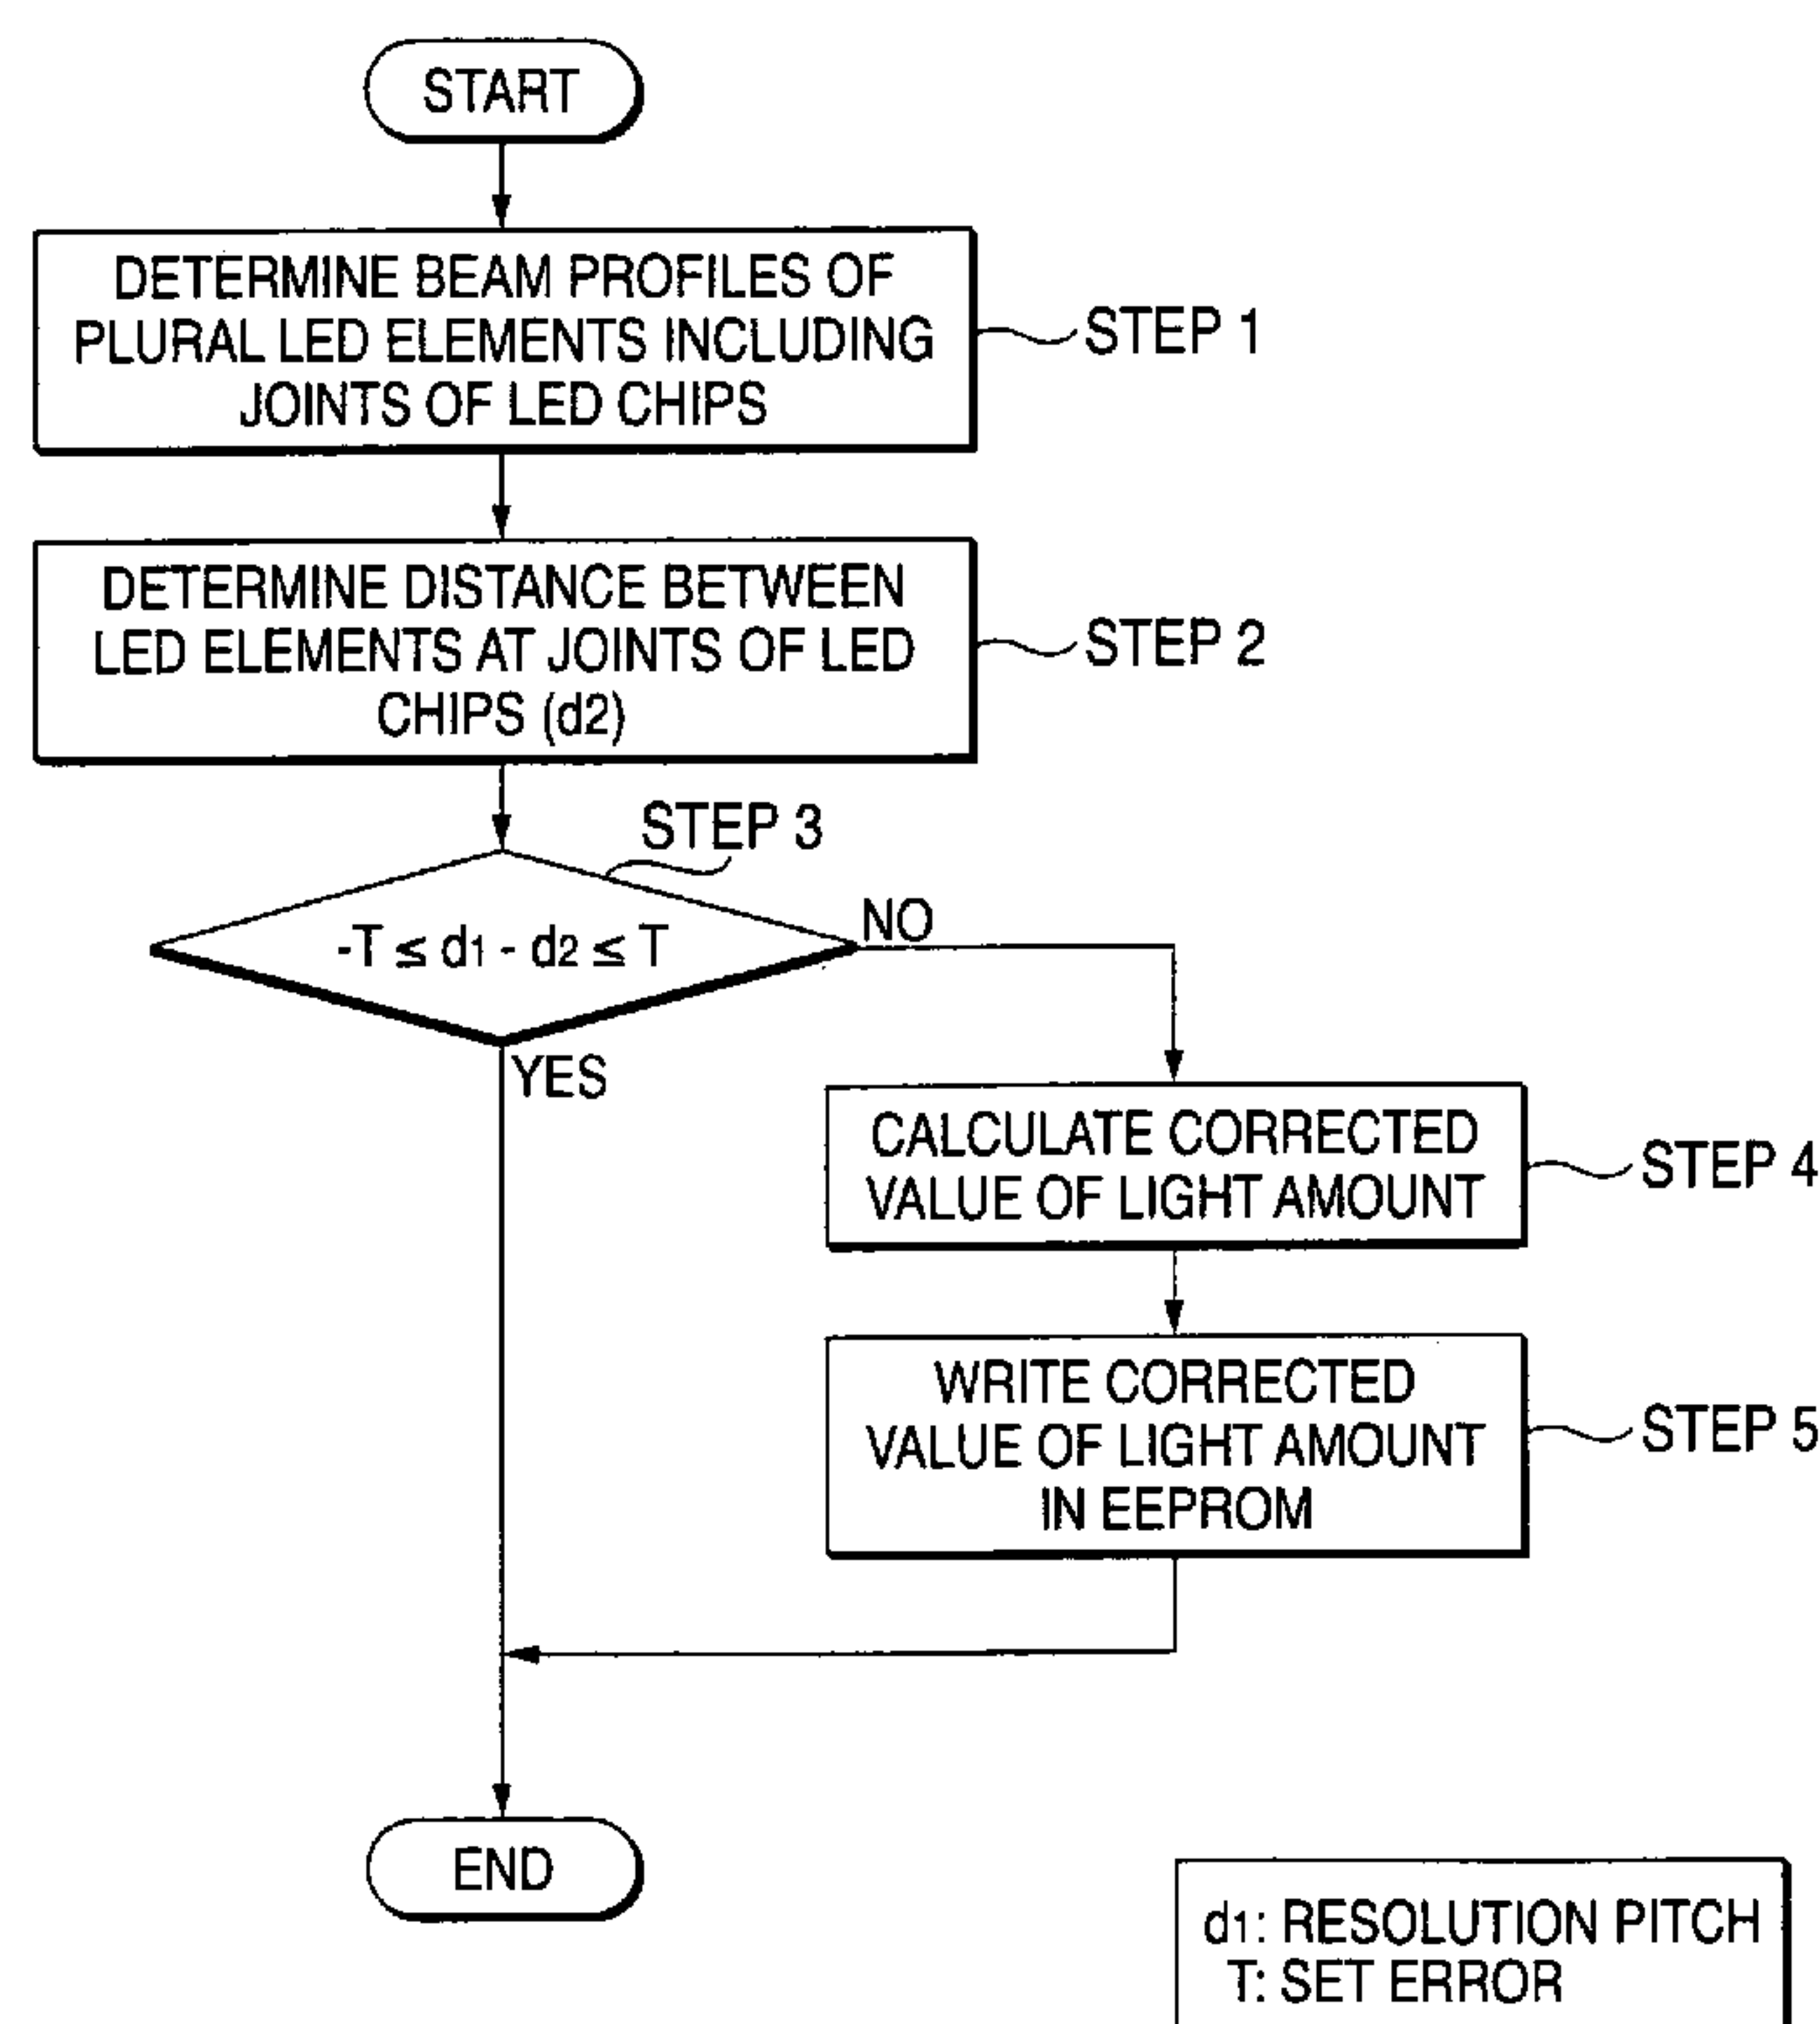 START
DETERMINE BEAM PROFILES OF
PLURAL LED ELEMENTS INCLUDING
JOINTS OF LED CHIPS
STEP 1
DETERMINE DISTANCE BETWEEN
LED ELEMENTS AT JOINTS OF LED
CHIPS (d2)
STEP 2
STEP 3
-T ≤ d1 - d2 ≤ T
NO
YES
CALCULATE CORRECTED
VALUE OF LIGHT AMOUNT
STEP 4
WRITE CORRECTED
VALUE OF LIGHT AMOUNT
IN EEPROM
STEP 5
END
d1: RESOLUTION PITCH
T: SET ERROR